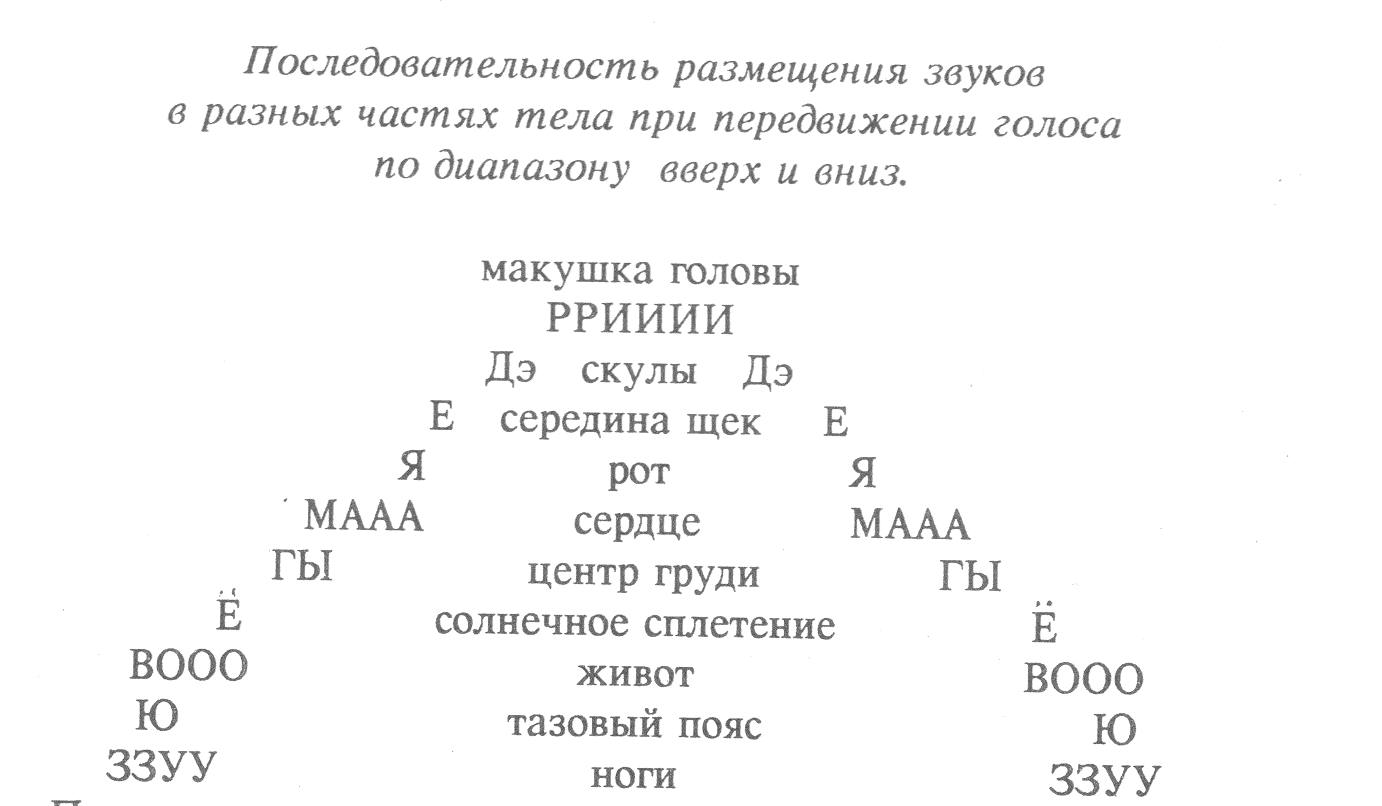 Последовательность размещения звуков
в разных частях тела при передвижении голоса
по диапазону вверх и вниз.
макушка головы
РРИИИИ
Дэ скулы Дэ
Е середина щек Е
Я рот Я
МААА сердце МААА
ГЫ центр груди ГЫ
Ё солнечное сплетение Ё
ВООО живот ВООО
Ю тазовый пояс Ю
ЗЗУУ ноги ЗЗУУ